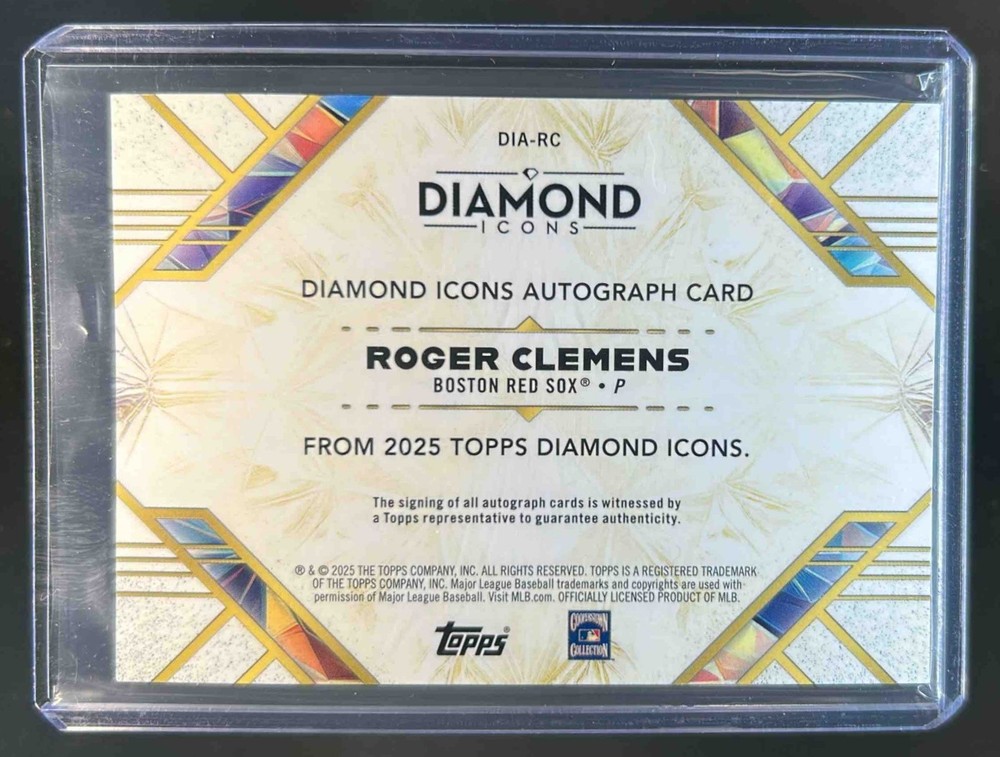 DIA-RC
DIAMOND
ICONS
DIAMOND ICONS AUTOGRAPH CARD
ROGER CLEMENS
BOSTON RED SOX® • P
FROM 2025 TOPPS DIAMOND ICONS.
The signing of all autograph cards is witnessed by
a Topps representative to guarantee authenticity.
® & © 2025 THE TOPPS COMPANY, INC. ALL RIGHTS RESERVED. TOPPS IS A REGISTERED TRADEMARK
OF THE TOPPS COMPANY, INC. Major League Baseball trademarks and copyrights are used with
permission of Major League Baseball. Visit MLB.com. OFFICIALLY LICENSED PRODUCT OF MLB.
topps®
COOPERSTOWN
COLLECTION